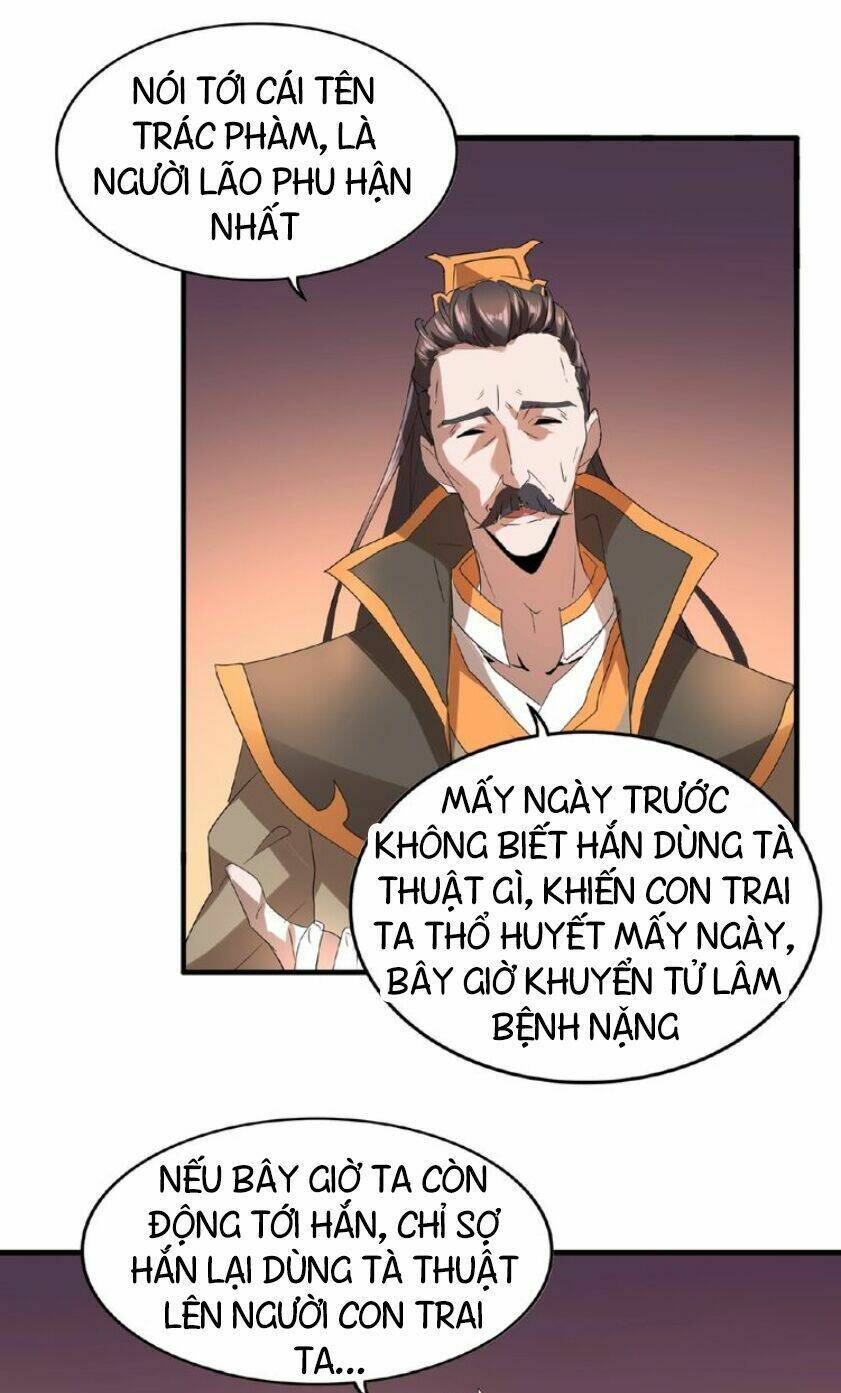 NÓI TỚI CÁI TÊN
TRÁC PHÀM, LÀ
NGƯỜI LÃO PHU HẬN
NHẤT
MẤY NGÀY TRƯỚC
KHÔNG BIẾT HẮN DÙNG TÀ
THUẬT GÌ, KHIẾN CON TRAI
TA THỔ HUYẾT MẤY NGÀY,
BÂY GIỜ KHUYỂN TỬ LÂM
BỆNH NẶNG
NẾU BÂY GIỜ TA CÒN
ĐỘNG TỚI HẮN, CHỈ SỢ
HẮN LẠI DÙNG TÀ THUẬT
LÊN NGƯỜI CON TRAI
TA...